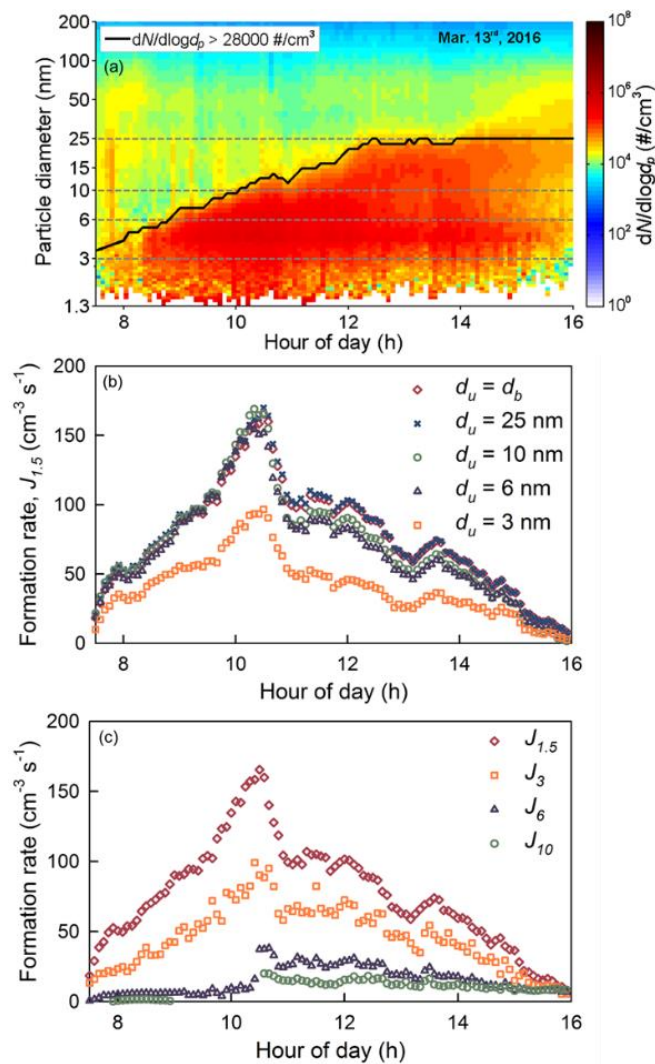 dN/dlogdₚ > 28000 #/cm³
Mar. 13ʳᵈ, 2016
(a)
200
100
50
25
15
10
6
3
1.3
Particle diameter (nm)
8 10 12 14 16
Hour of day (h)
10⁸
10⁶
10⁴
10²
10⁰
dN/dlogdₚ (#/cm³)
(b)
200
150
100
50
0
Formation rate, J₁.₅ (cm⁻³ s⁻¹)
dᵤ = d_b
dᵤ = 25 nm
dᵤ = 10 nm
dᵤ = 6 nm
dᵤ = 3 nm
8 10 12 14 16
Hour of day (h)
(c)
200
150
100
50
0
Formation rate (cm⁻³ s⁻¹)
J₁.₅
J₃
J₆
J₁₀
8 10 12 14 16
Hour of day (h)